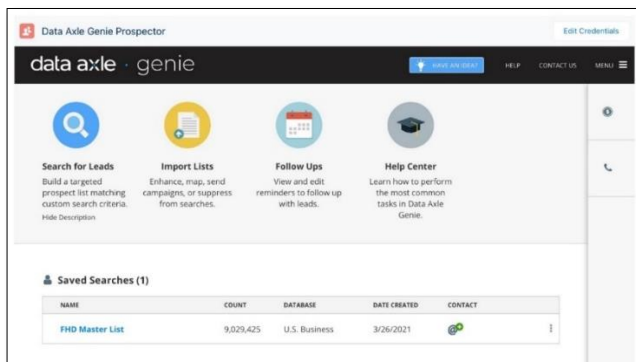 Data Axle Genie Prospector
Edit Credentials
data axle · genie
HAVE AN IDEA?
HELP
CONTACT US
MENU
Search for Leads
Build a targeted
prospect list matching
custom search criteria.
Hide Description
Import Lists
Enhance, map, send
campaigns, or suppress
from searches.
Follow Ups
View and edit
reminders to follow up
with leads.
Help Center
Learn how to perform
the most common
tasks in Data Axle
Genie.
Saved Searches (1)
NAME COUNT DATABASE DATE CREATED CONTACT
FHD Master List 9,029,425 U.S. Business 3/26/2021